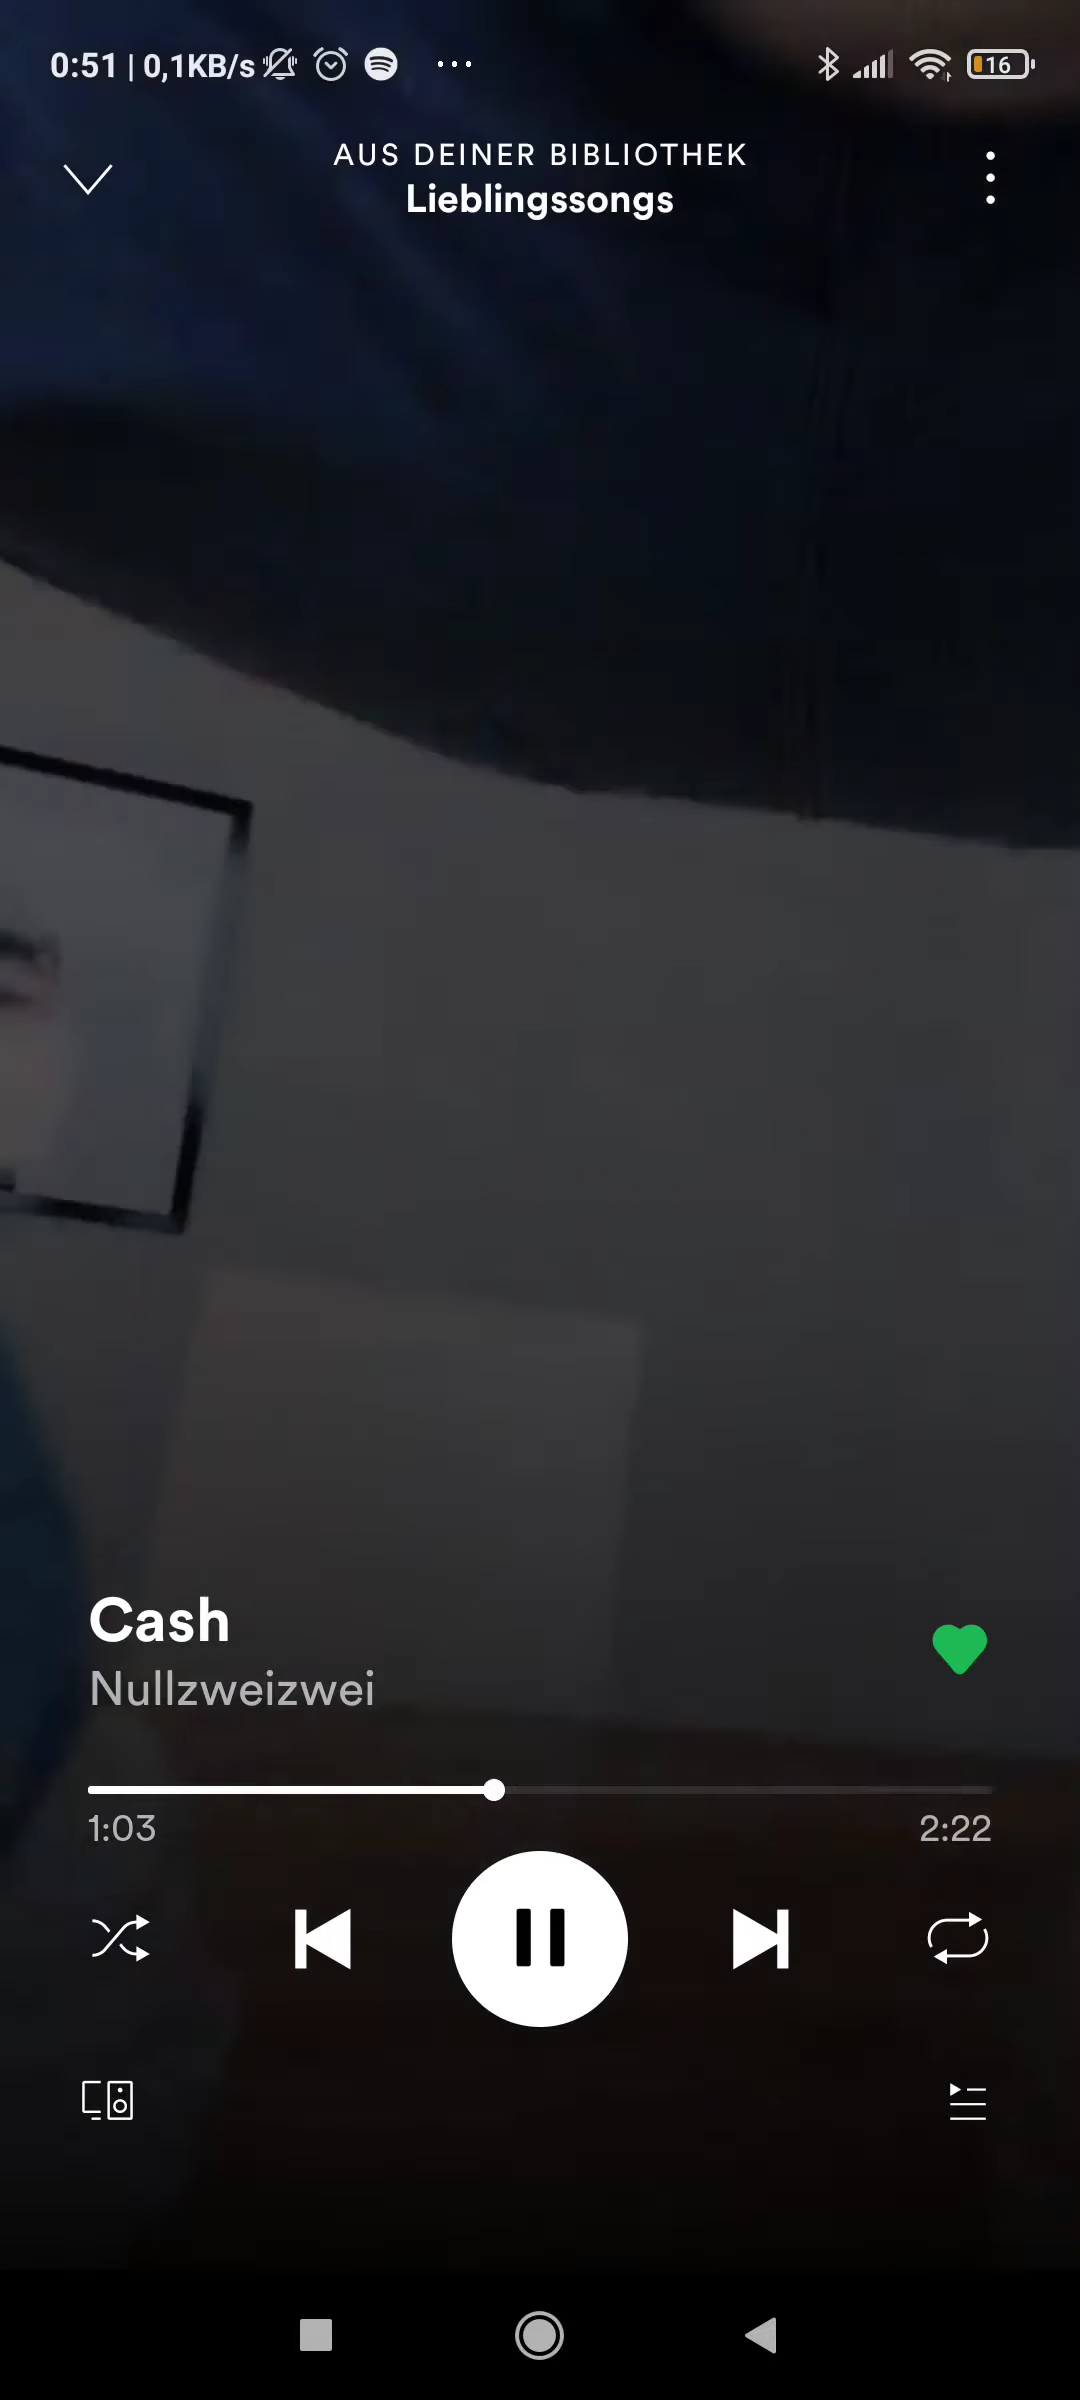 0:51 | 0,1KB/s ... 16
AUS DEINER BIBLIOTHEK
Lieblingssongs
Cash
Nullzweizwei
1:03 2:22